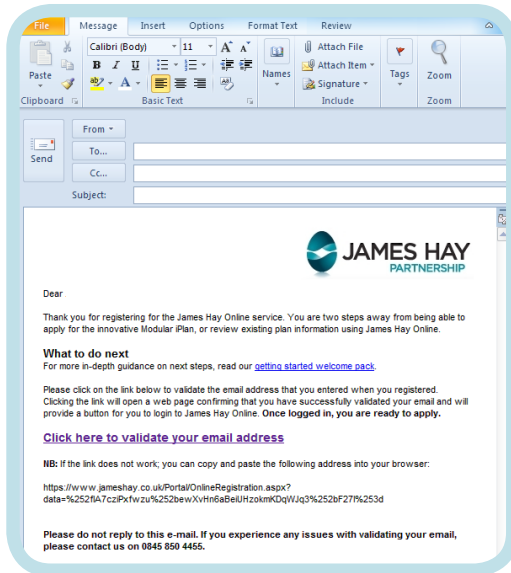 File Message Insert Options Format Text Review
Calibri (Body) 11 A A
Attach File
Attach Item
Paste B I U Names Signature Tags Zoom
ab A
Clipboard Basic Text Include Zoom
From
Send To...
Cc...
Subject:
JAMES HAY
PARTNERSHIP
Dear
Thank you for registering for the James Hay Online service. You are two steps away from being able to
apply for the innovative Modular iPlan, or review existing plan information using James Hay Online.
What to do next
For more in-depth guidance on next steps, read our getting started welcome pack.
Please click on the link below to validate the email address that you entered when you registered.
Clicking the link will open a web page confirming that you have successfully validated your email and will
provide a button for you to login to James Hay Online. Once logged in, you are ready to apply.
Click here to validate your email address
NB: If the link does not work, you can copy and paste the following address into your browser:
https://www.jameshay.co.uk/Portal/OnlineRegistration.aspx?
data=%252flA7cziPxfwzu%252bewXvHn6aBeiUHzokmKDqWJq3%252bF27I%253d
Please do not reply to this e-mail. If you experience any issues with validating your email,
please contact us on 0845 850 4455.